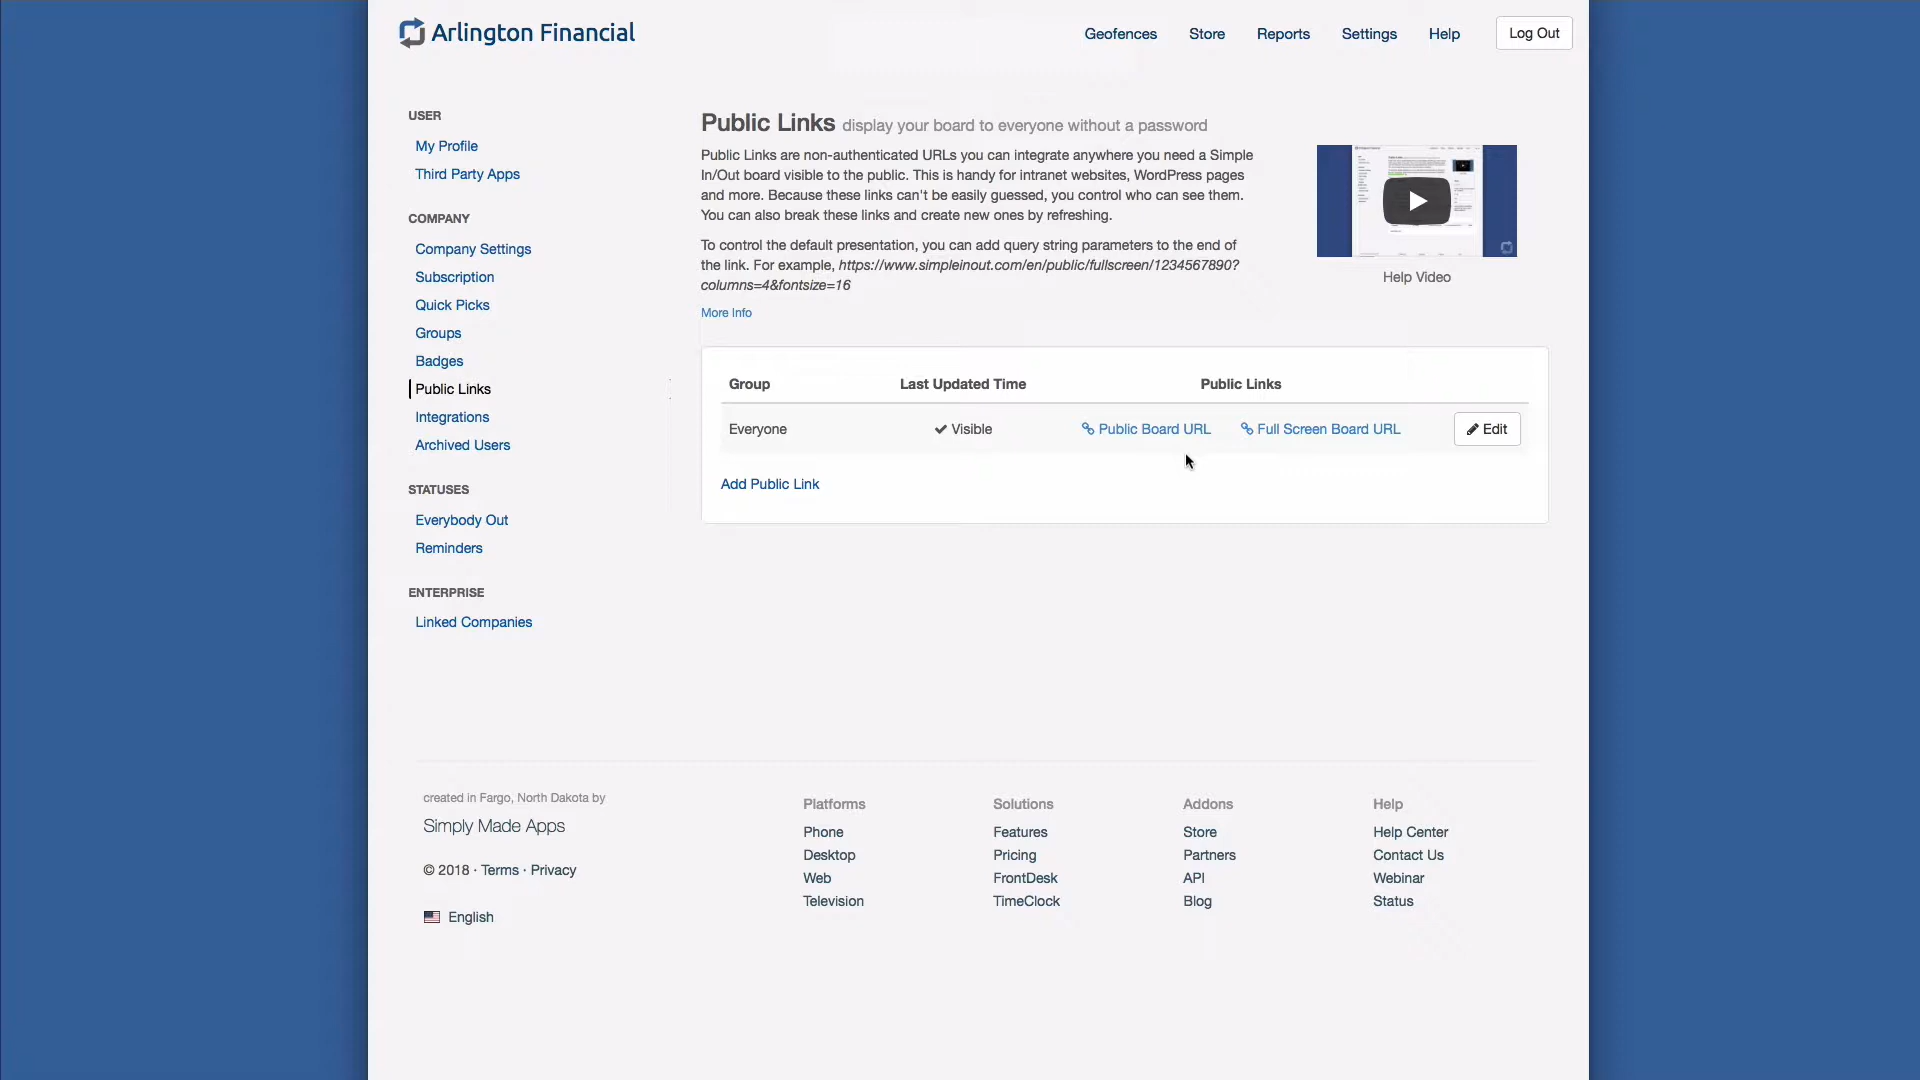 Arlington Financial
Geofences Store Reports Settings Help Log Out
USER
My Profile
Third Party Apps
COMPANY
Company Settings
Subscription
Quick Picks
Groups
Badges
Public Links
Integrations
Archived Users
STATUSES
Everybody Out
Reminders
ENTERPRISE
Linked Companies
Public Links display your board to everyone without a password
Public Links are non-authenticated URLs you can integrate anywhere you need a Simple
In/Out board visible to the public. This is handy for intranet websites, WordPress pages
and more. Because these links can't be easily guessed, you control who can see them.
You can also break these links and create new ones by refreshing.
To control the default presentation, you can add query string parameters to the end of
the link. For example, https://www.simpleinout.com/en/public/fullscreen/1234567890?
columns=4&fontsize=16
More Info
Help Video
Group Last Updated Time Public Links
Everyone Visible Public Board URL Full Screen Board URL Edit
Add Public Link
created in Fargo, North Dakota by
Simply Made Apps
© 2018 · Terms · Privacy
English
Platforms
Phone
Desktop
Web
Television
Solutions
Features
Pricing
FrontDesk
TimeClock
Addons
Store
Partners
API
Blog
Help
Help Center
Contact Us
Webinar
Status